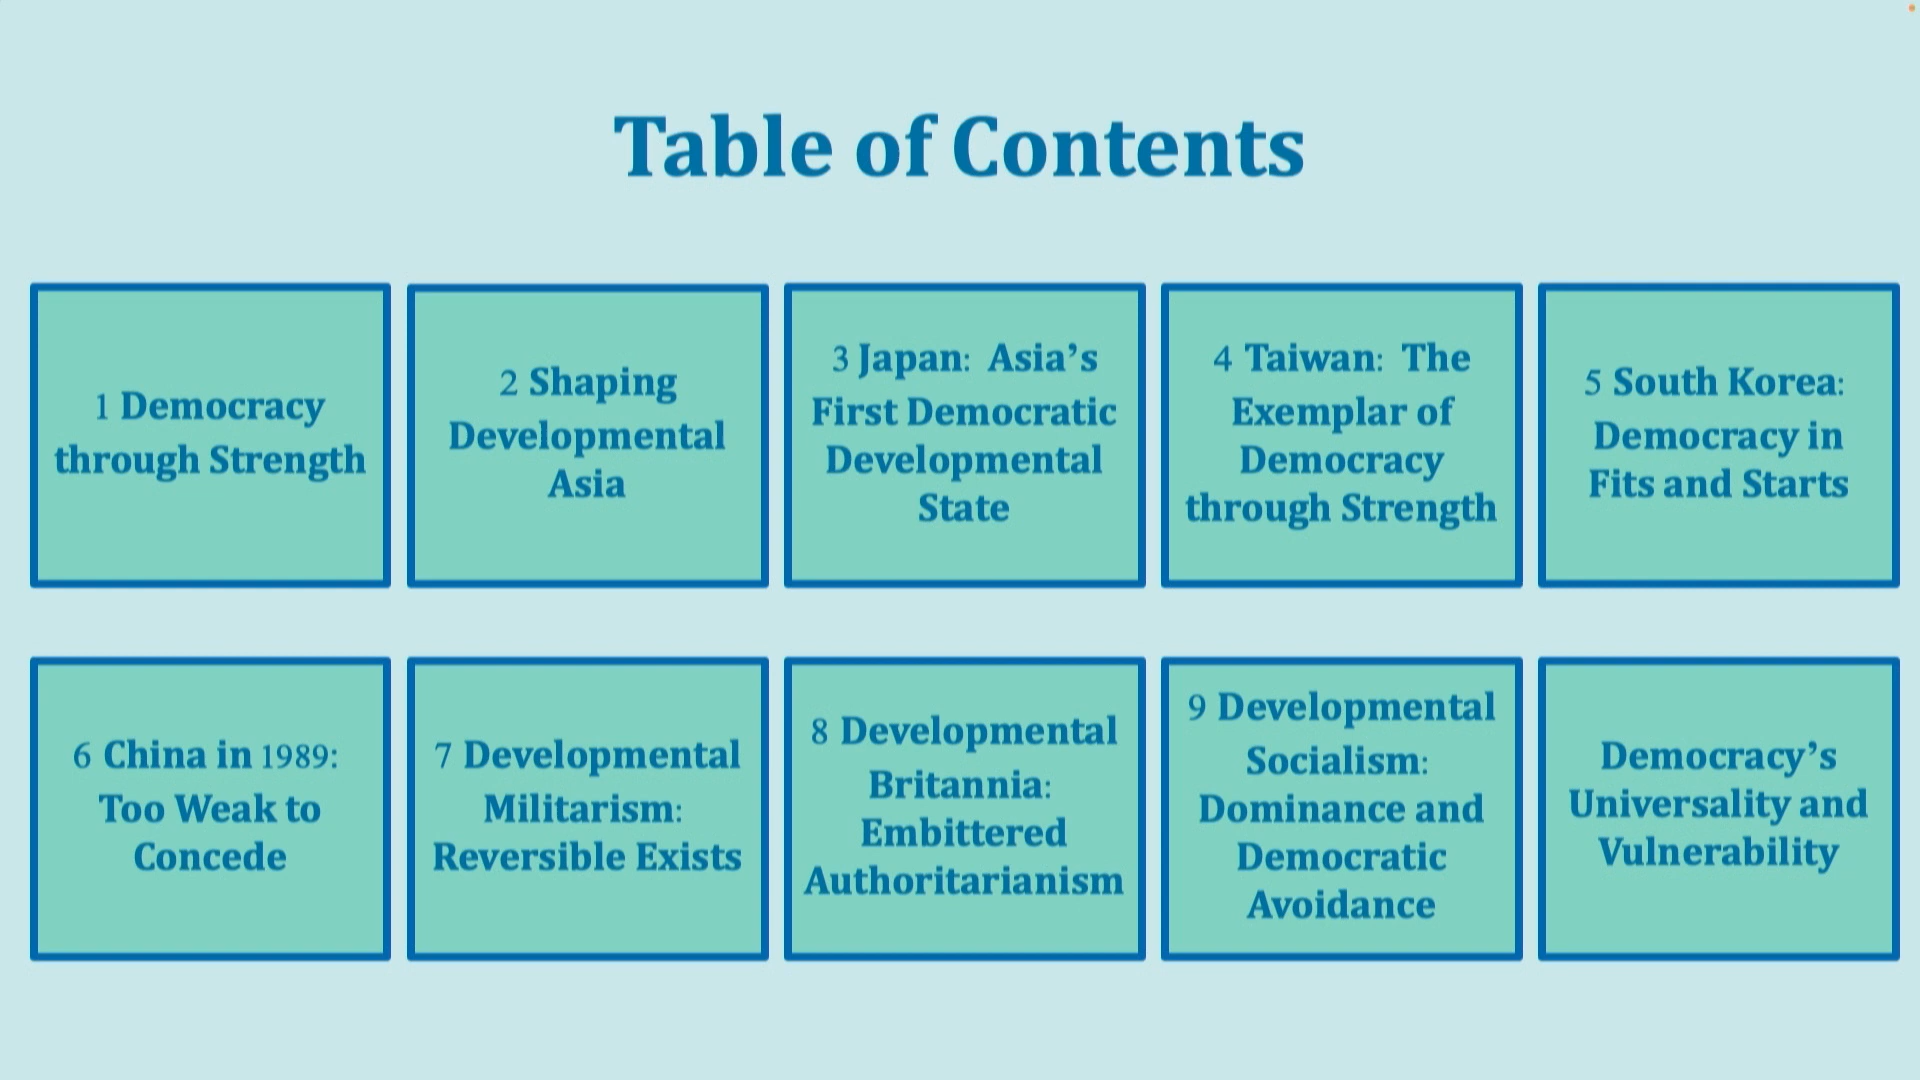 Table of Contents
1 Democracy
through Strength
2 Shaping
Developmental
Asia
3 Japan: Asia’s
First Democratic
Developmental
State
4 Taiwan: The
Exemplar of
Democracy
through Strength
5 South Korea:
Democracy in
Fits and Starts
6 China in 1989:
Too Weak to
Concede
7 Developmental
Militarism:
Reversible Exists
8 Developmental
Britannia:
Embittered
Authoritarianism
9 Developmental
Socialism:
Dominance and
Democratic
Avoidance
Democracy’s
Universality and
Vulnerability